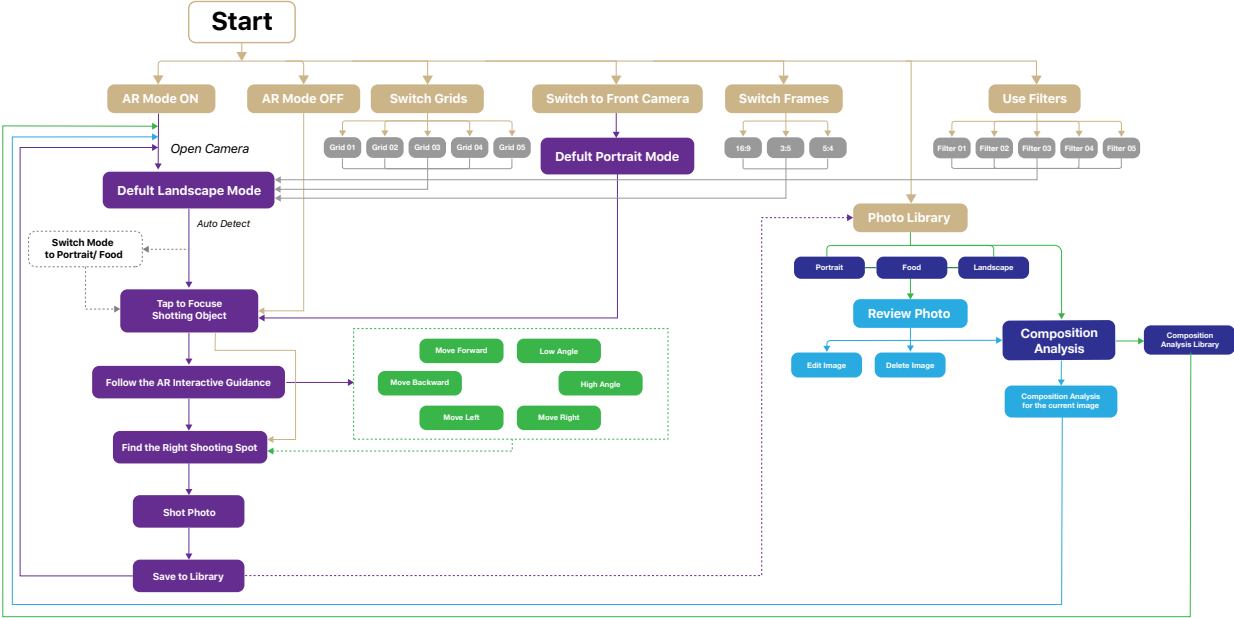 Start
AR Mode ON
AR Mode OFF
Switch Grids
Switch to Front Camera
Switch Frames
Use Filters
Grid 01
Grid 02
Grid 03
Grid 04
Grid 05
16:9
3:5
5:4
Filter 01
Filter 02
Filter 03
Filter 04
Filter 05
Open Camera
Defult Portrait Mode
Defult Landscape Mode
Auto Detect
Photo Library
Switch Mode
to Portrait/ Food
Portrait
Food
Landscape
Tap to Focuse
Shotting Object
Review Photo
Composition
Analysis
Composition
Analysis Library
Move Forward
Low Angle
Edit Image
Delete Image
Follow the AR Interactive Guidance
Move Backward
High Angle
Composition Analysis
for the current image
Move Left
Move Right
Find the Right Shooting Spot
Shot Photo
Save to Library